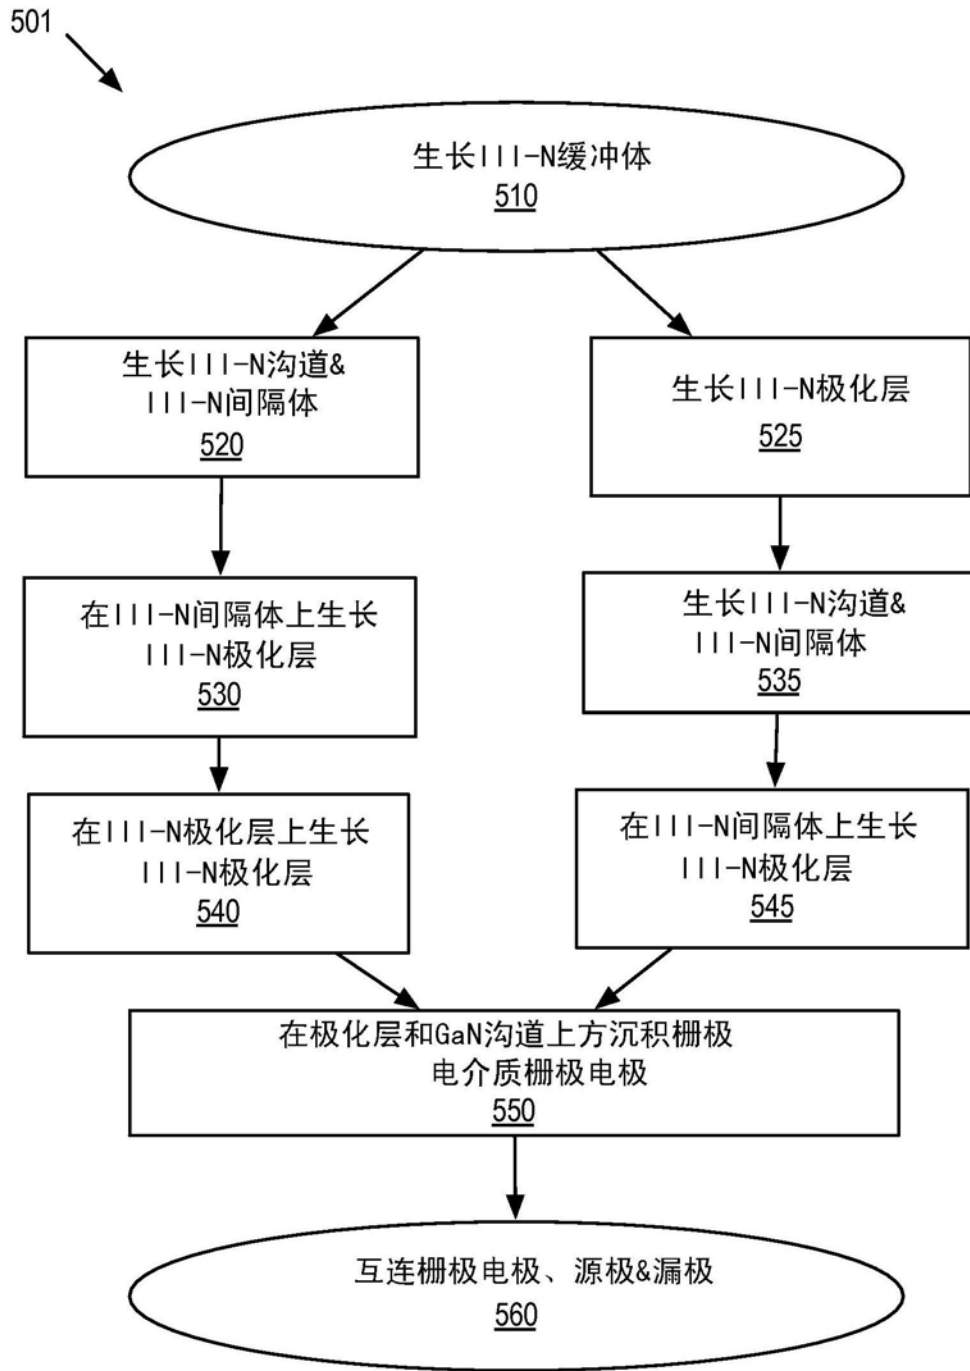 501
生长III-N缓冲体
510
生长III-N沟道&
III-N间隔体
520
生长III-N极化层
525
在III-N间隔体上生长
III-N极化层
530
生长III-N沟道&
III-N间隔体
535
在III-N极化层上生长
III-N极化层
540
在III-N间隔体上生长
III-N极化层
545
在极化层和GaN沟道上方沉积栅极
电介质栅极电极
550
互连栅极电极、源极&漏极
560